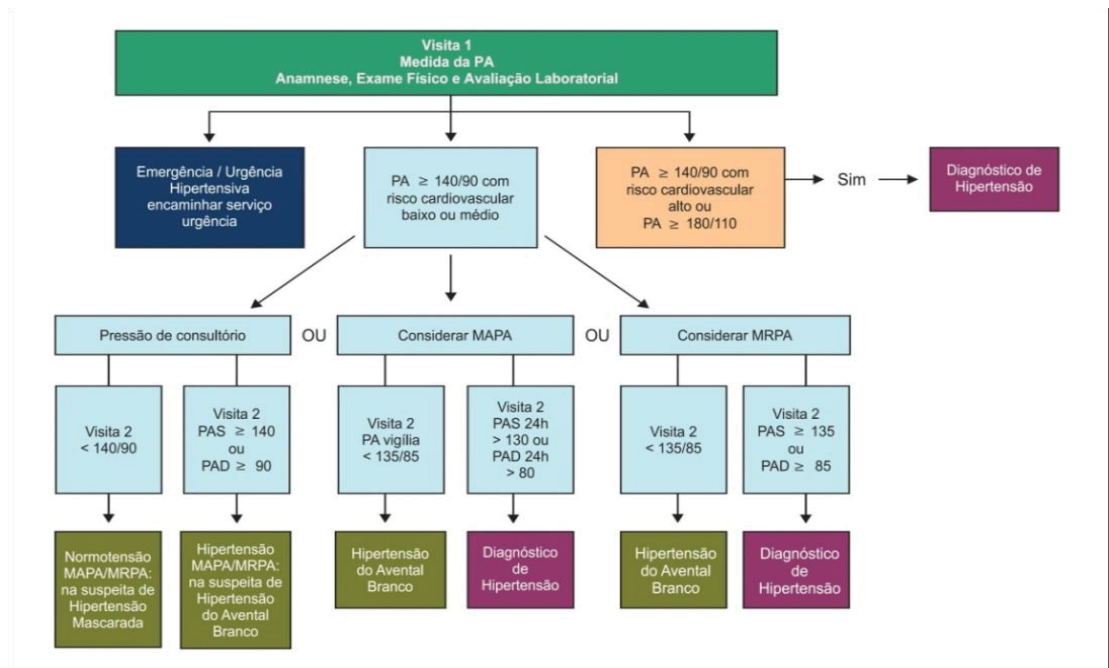 Visita 1
Medida da PA
Anamnese, Exame Físico e Avaliação Laboratorial
Emergência / Urgência
Hipertensiva
encaminhar serviço
urgência
PA ≥ 140/90 com
risco cardiovascular
baixo ou médio
PA ≥ 140/90 com
risco cardiovascular
alto ou
PA ≥ 180/110
Sim
Diagnóstico de
Hipertensão
Pressão de consultório
OU
Considerar MAPA
OU
Considerar MRPA
Visita 2
< 140/90
Visita 2
PAS ≥ 140
ou
PAD ≥ 90
Visita 2
PA vigília
< 135/85
Visita 2
PAS 24h
> 130 ou
PAD 24h
> 80
Visita 2
< 135/85
Visita 2
PAS ≥ 135
ou
PAD ≥ 85
Normotensão
MAPA/MRPA:
na suspeita de
Hipertensão
Mascarada
Hipertensão
MAPA/MRPA:
na suspeita de
Hipertensão
do Avental
Branco
Hipertensão
do Avental
Branco
Diagnóstico
de
Hipertensão
Hipertensão
do Avental
Branco
Diagnóstico
de
Hipertensão